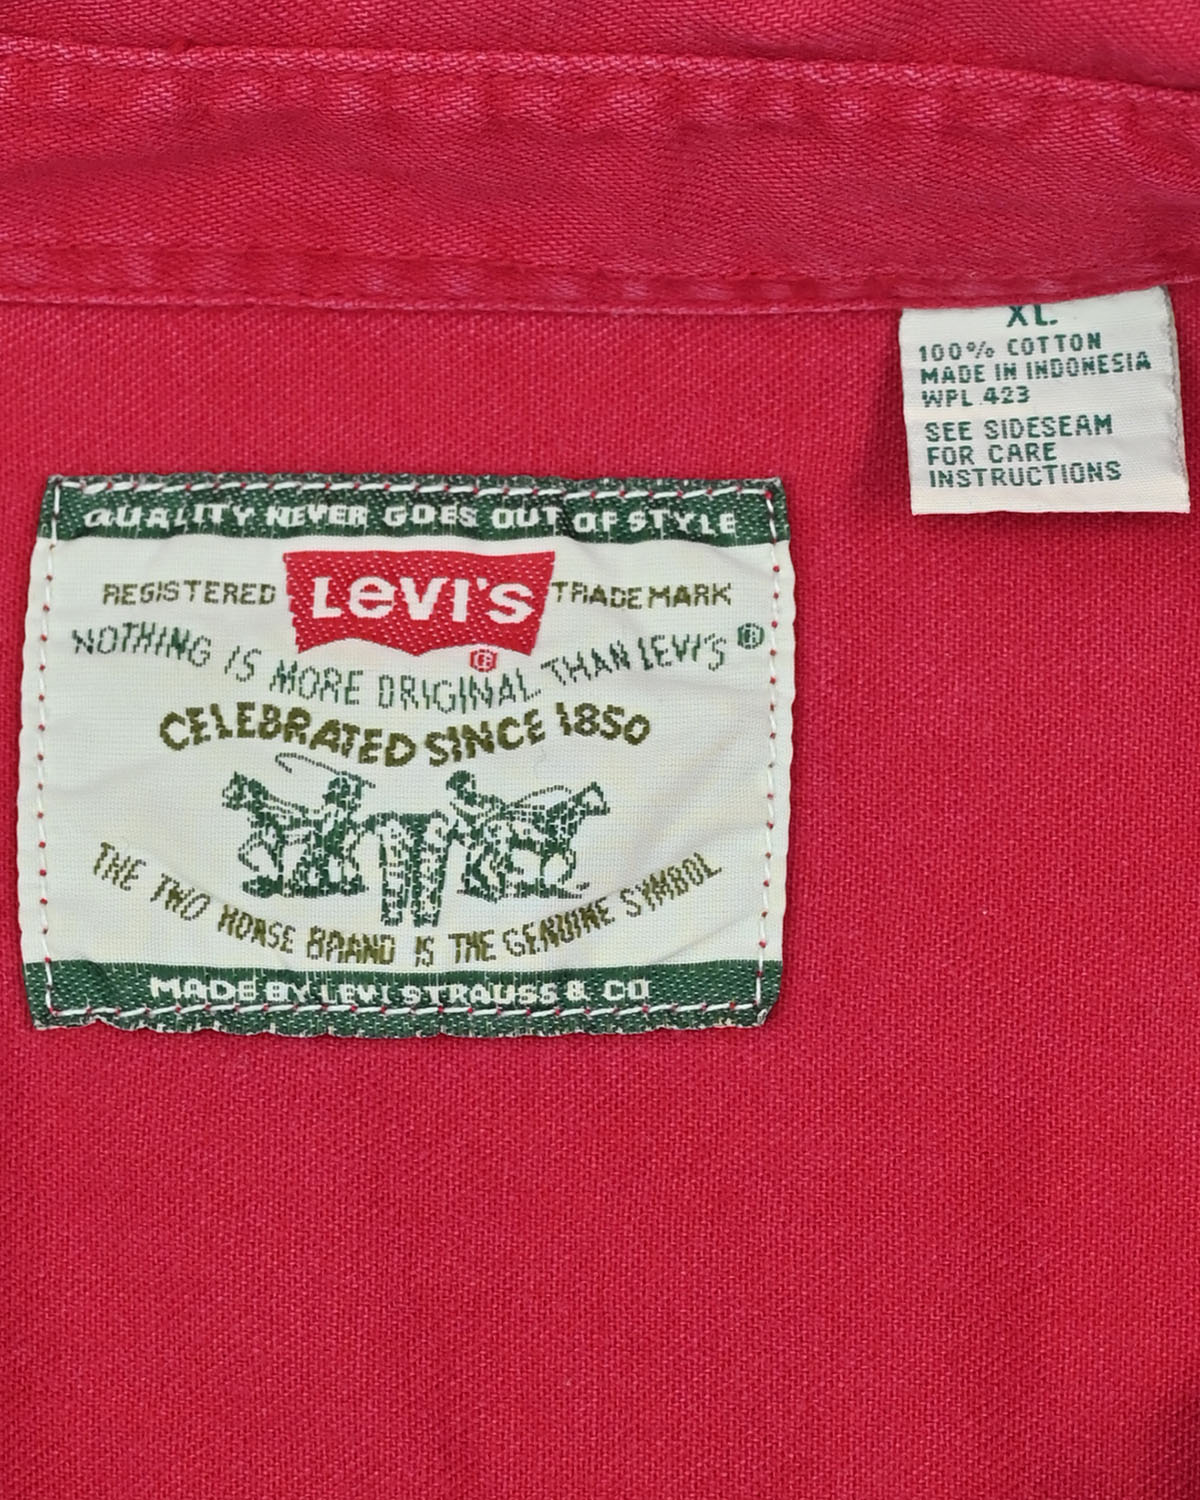 XL.
100% COTTON
MADE IN INDONESIA
WPL 423
SEE SIDESEAM
FOR CARE
INSTRUCTIONS
QUALITY NEVER GOES OUT OF STYLE
REGISTERED LEVI'S TRADEMARK
®
NOTHING IS MORE ORIGINAL THAN LEVI'S ®
CELEBRATED SINCE 1850
THE TWO HORSE BRAND IS THE GENUINE SYMBOL
MADE BY LEVI STRAUSS & CO